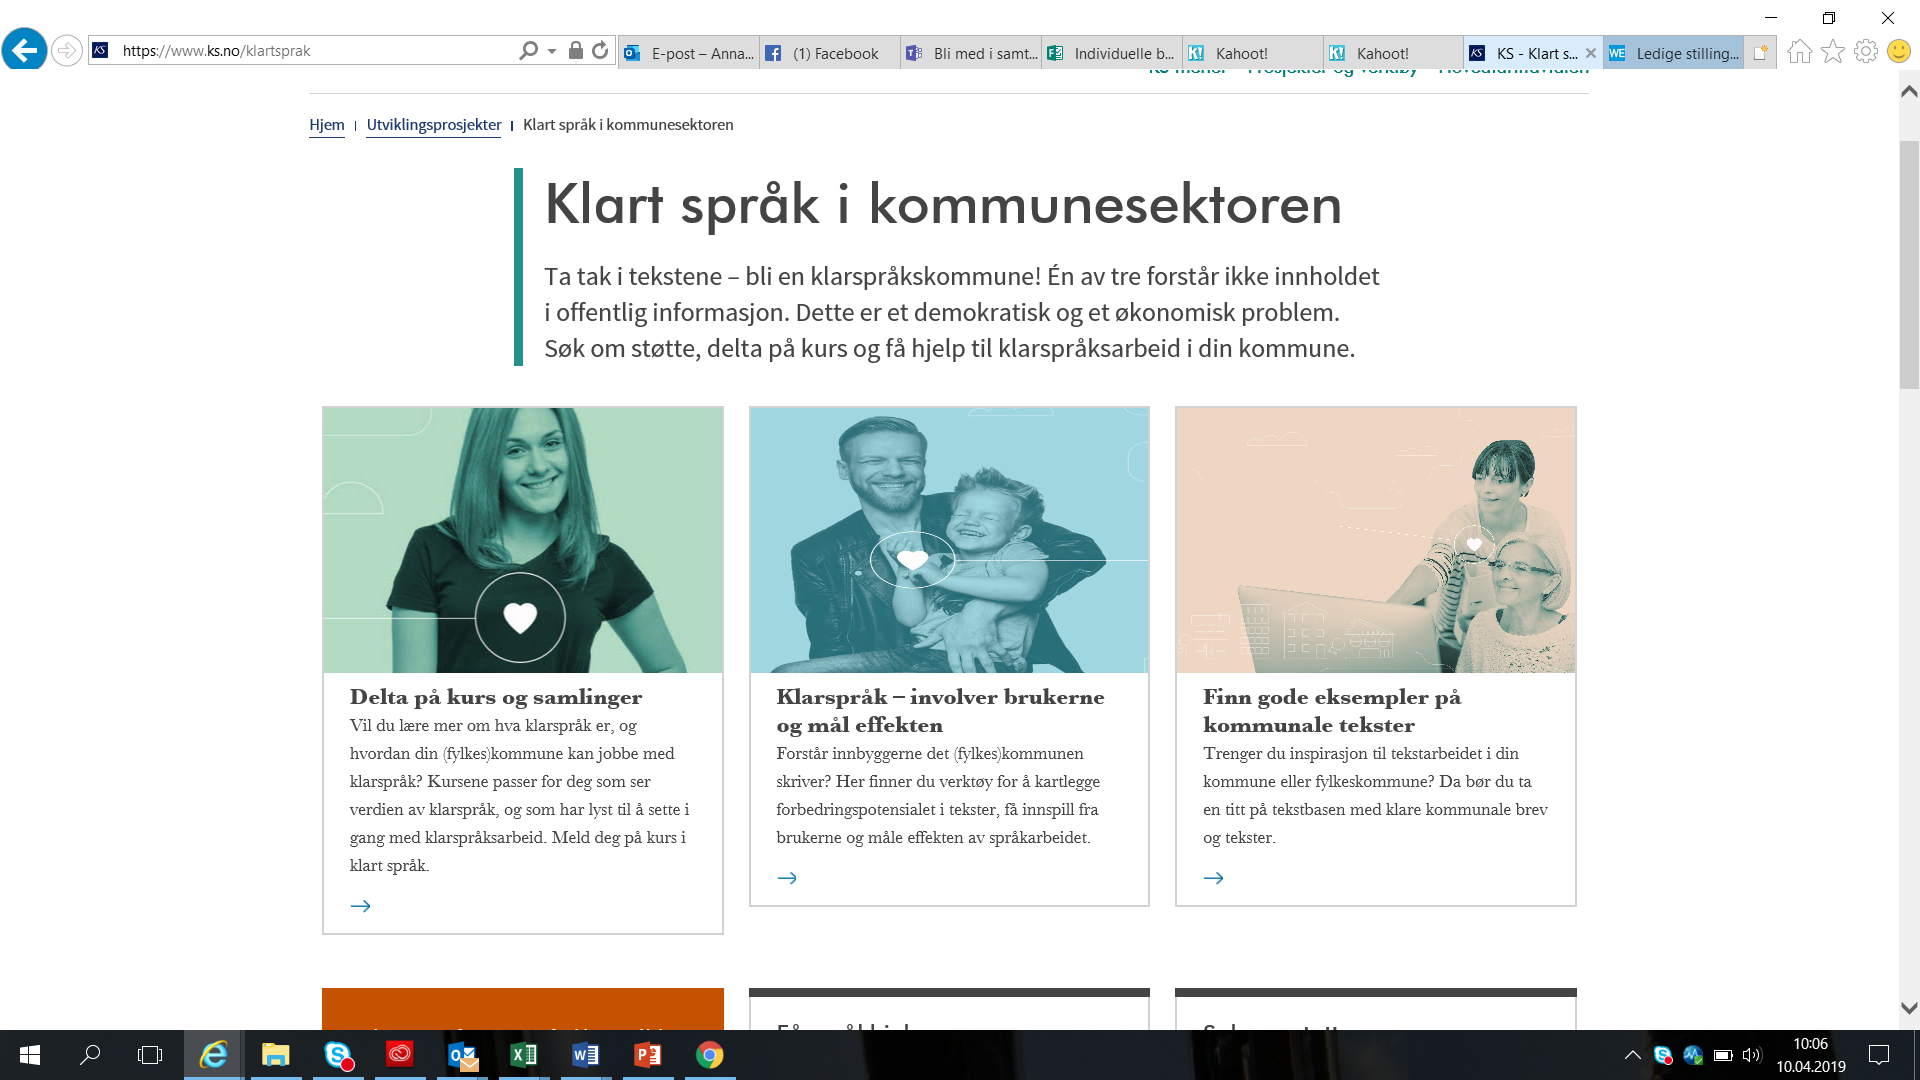 https://www.ks.no/klartsprak
E-post – Anna...
(1) Facebook
Bli med i samt...
Individuelle b...
Kahoot!
Kahoot!
KS - Klart s...
Ledige stilling...
Hjem
Utviklingsprosjekter
Klart språk i kommunesektoren
Klart språk i kommunesektoren
Ta tak i tekstene – bli en klarspråkskommune! Én av tre forstår ikke innholdet
i offentlig informasjon. Dette er et demokratisk og et økonomisk problem.
Søk om støtte, delta på kurs og få hjelp til klarspråksarbeid i din kommune.
Delta på kurs og samlinger
Vil du lære mer om hva klarspråk er, og
hvordan din (fylkes)kommune kan jobbe med
klarspråk? Kursene passer for deg som ser
verdien av klarspråk, og som har lyst til å sette i
gang med klarspråksarbeid. Meld deg på kurs i
klart språk.
Klarspråk – involver brukerne
og mål effekten
Forstår innbyggerne det (fylkes)kommunen
skriver? Her finner du verktøy for å kartlegge
forbedringspotensialet i tekster, få innspill fra
brukerne og måle effekten av språkarbeidet.
Finn gode eksempler på
kommunale tekster
Trenger du inspirasjon til tekstarbeidet i din
kommune eller fylkeskommune? Da bør du ta
en titt på tekstbasen med klare kommunale brev
og tekster.
10:06
10.04.2019